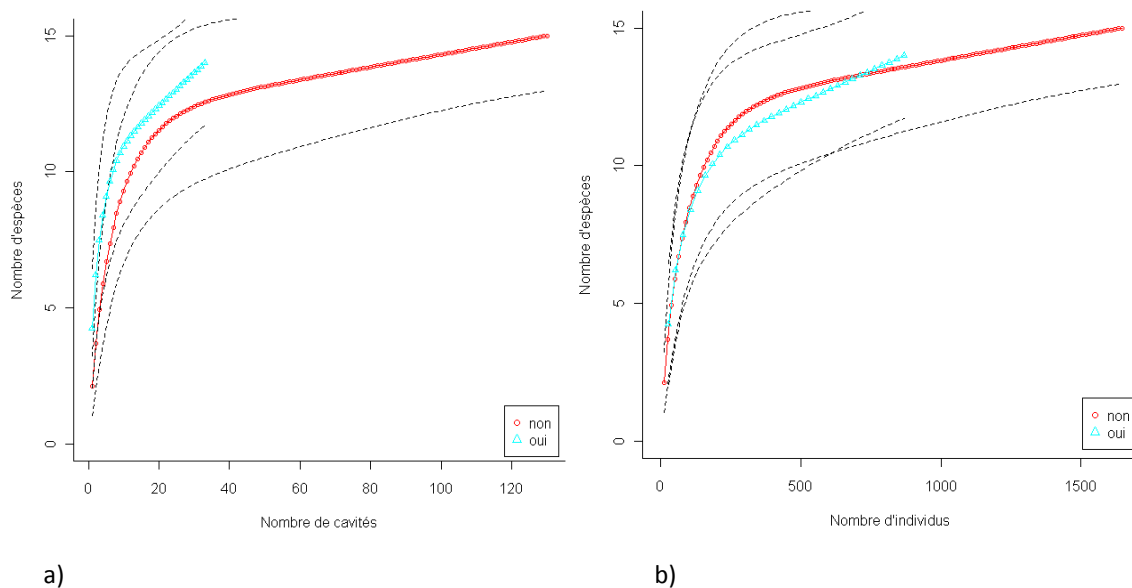 15
10
5
0
Nombre d'espèces
non
oui
0 20 40 60 80 100 120
Nombre de cavités
a)
15
10
5
0
Nombre d'espèces
non
oui
0 500 1000 1500
Nombre d'individus
b)